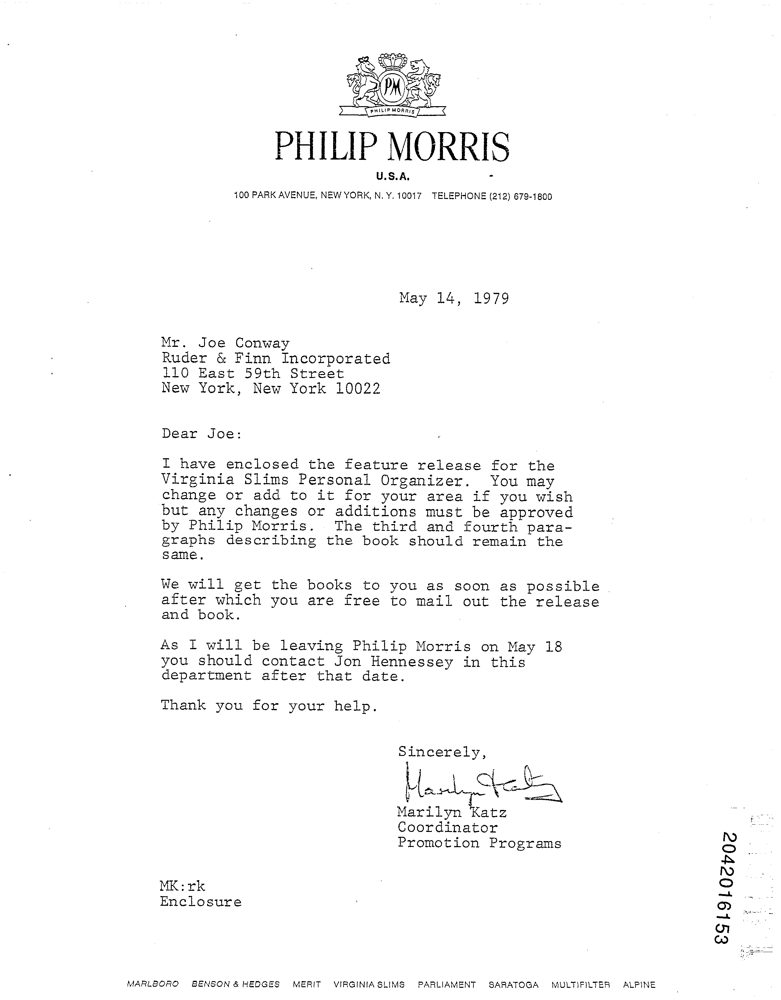 PM
PHILIP MORRIS
PHILIP MORRIS
U.S.A.
100 PARK AVENUE, NEW YORK, N. Y. 10017 TELEPHONE (212) 679-1800
May 14, 1979
Mr. Joe Conway
Ruder & Finn Incorporated
110 East 59th Street
New York, New York 10022
Dear Joe:
I have enclosed the feature release for the
Virginia Slims Personal Organizer. You may
change or add to it for your area if you wish
but any changes or additions must be approved
by Philip Morris. The third and fourth para-
graphs describing the book should remain the
same.
We will get the books to you as soon as possible
after which you are free to mail out the release
and book.
As I will be leaving Philip Morris on May 18
you should contact Jon Hennessey in this
department after that date.
Thank you for your help.
Sincerely,
Marilyn Katz
Marilyn Katz
Coordinator
Promotion Programs
MK:rk
Enclosure
2042016153
MARLBORO BENSON & HEDGES MERIT VIRGINIA SLIMS PARLIAMENT SARATOGA MULTIFILTER ALPINE